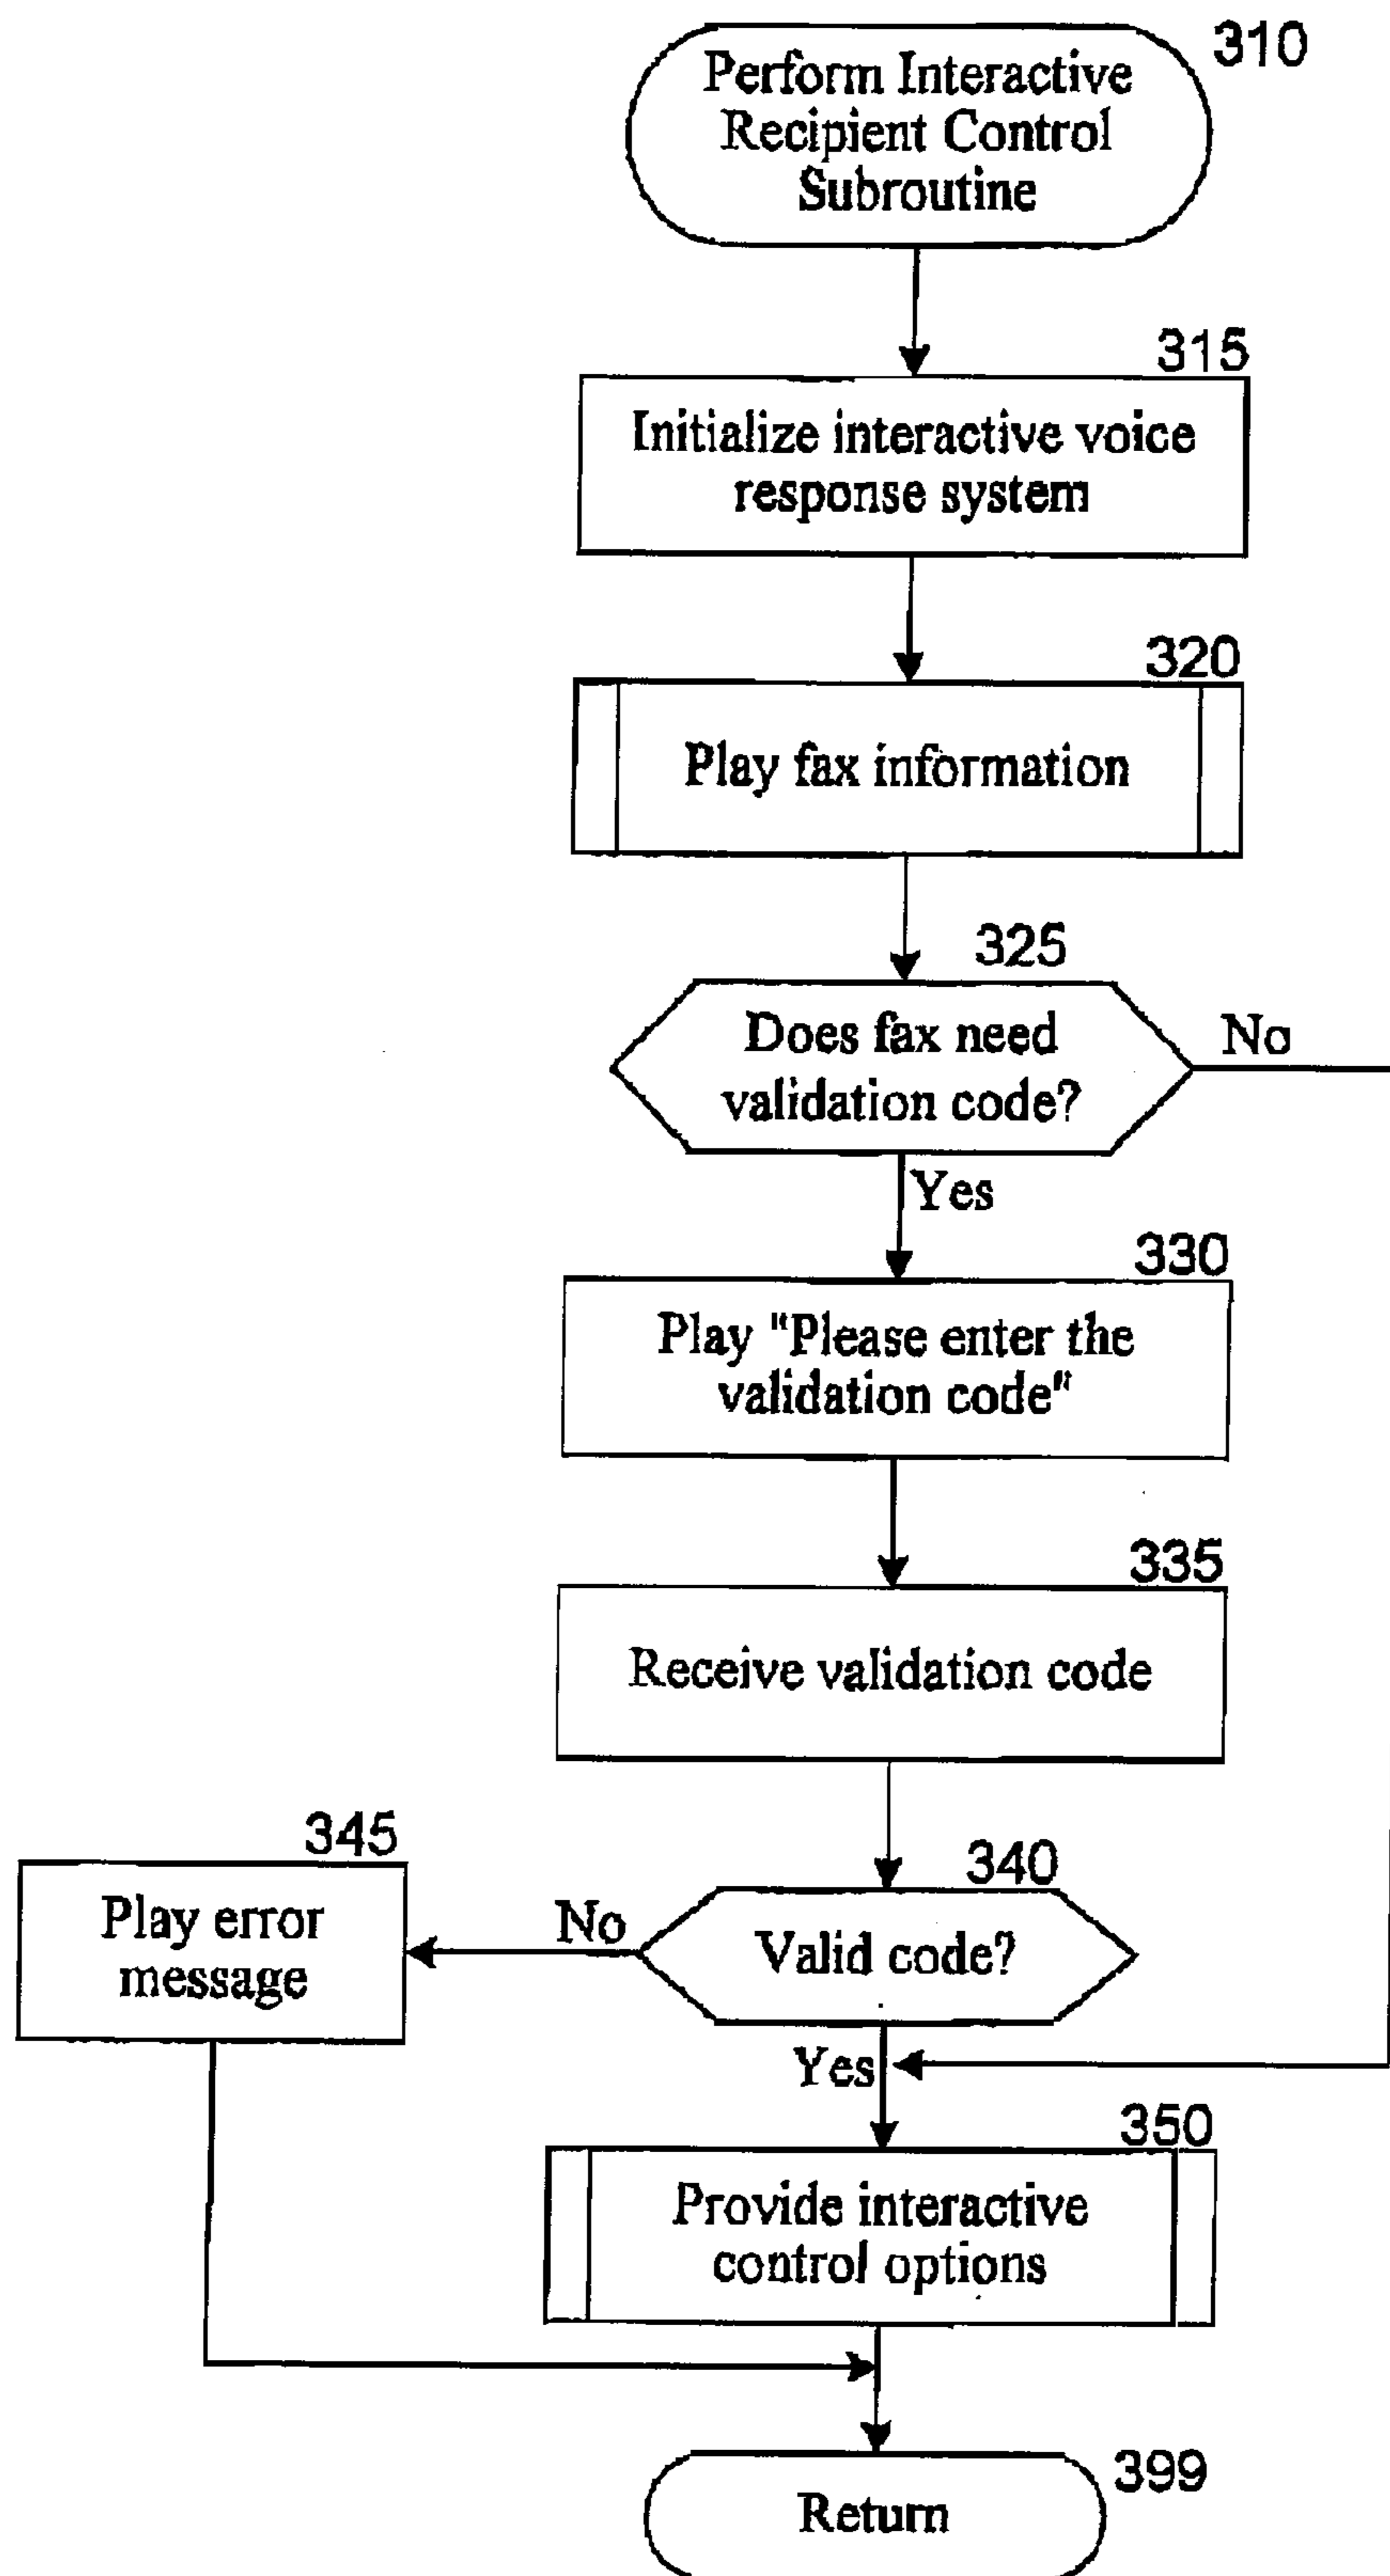 310
Perform Interactive
Recipient Control
Subroutine
315
Initialize interactive voice
response system
320
Play fax information
325
Does fax need
validation code?
No
Yes
330
Play "Please enter the
validation code"
335
Receive validation code
345
Play error
message
340
No
Valid code?
Yes
350
Provide interactive
control options
399
Return